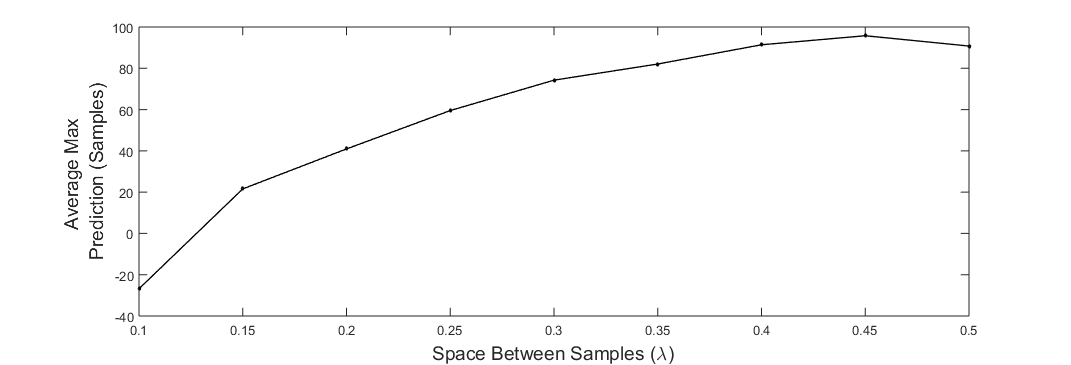 100
80
60
40
20
0
-20
-40
Average Max
Prediction (Samples)
0.1 0.15 0.2 0.25 0.3 0.35 0.4 0.45 0.5
Space Between Samples (λ)